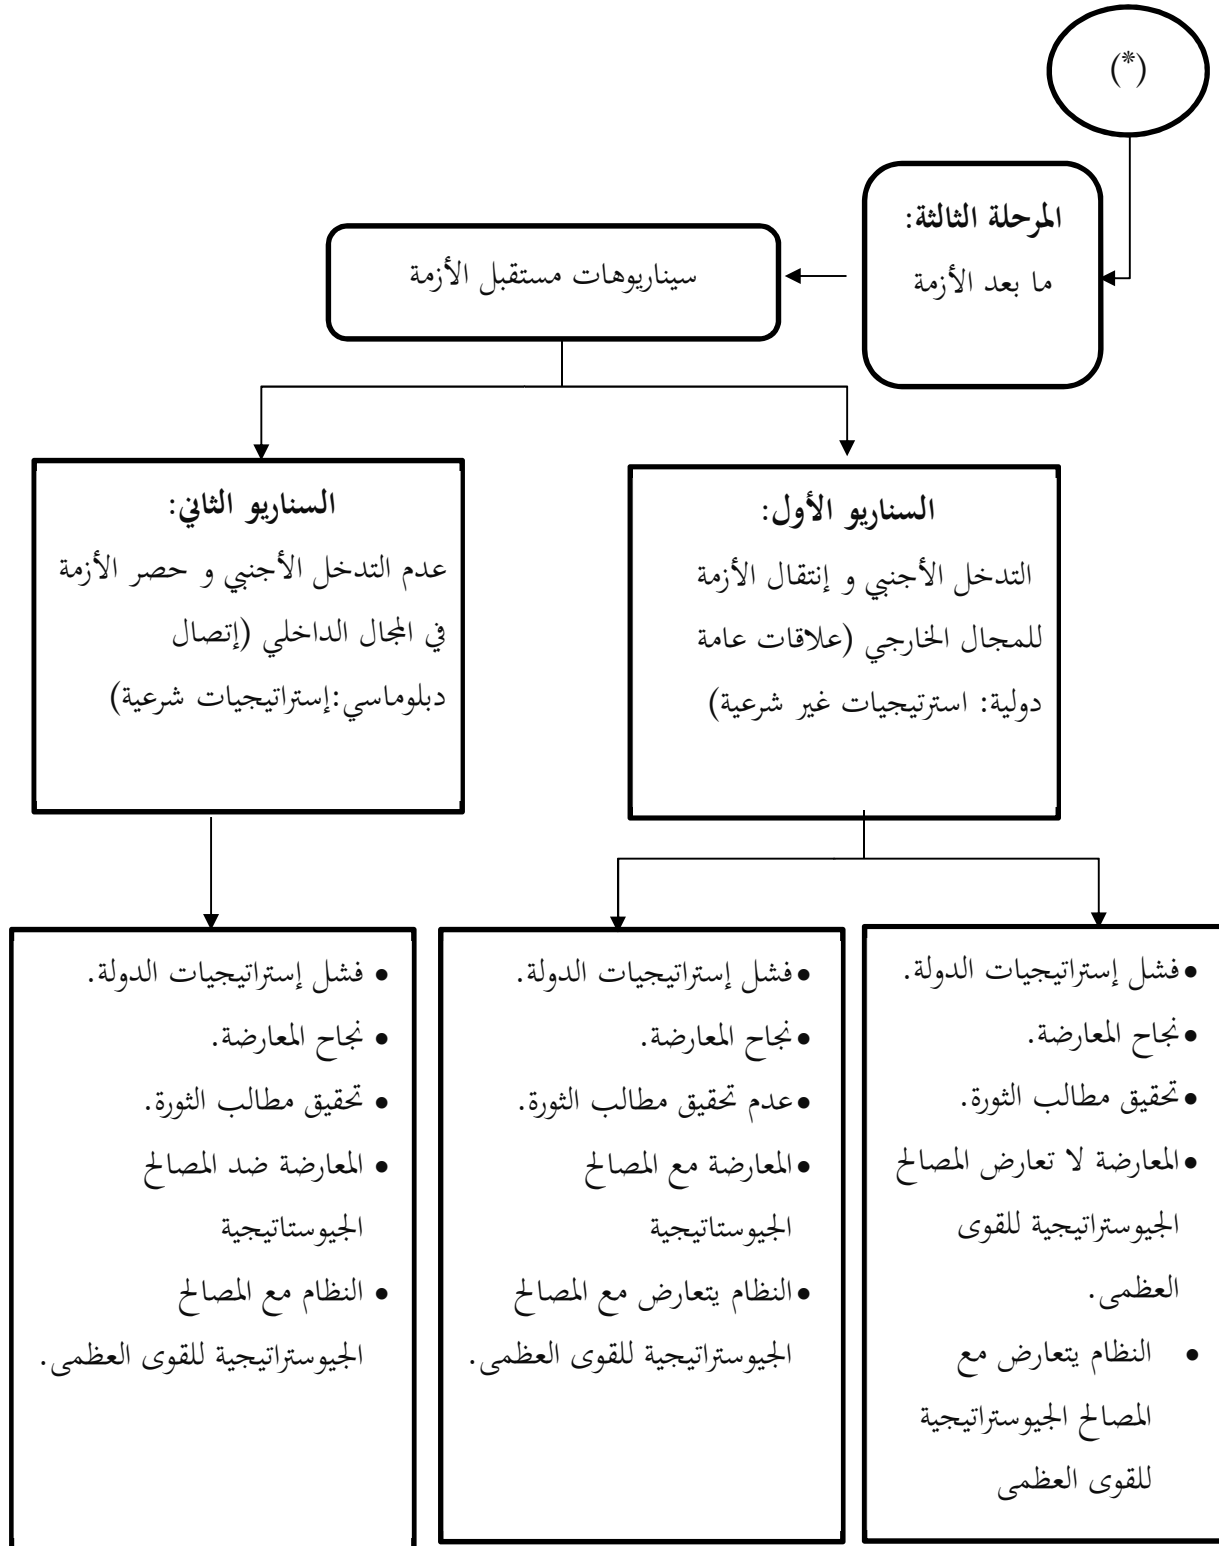 (*)
المرحلة الثالثة:
ما بعد الأزمة
سيناريوهات مستقبل الأزمة
السناريو الأول:
التدخل الأجنبي و إنتقال الأزمة
للمجال الخارجي (علاقات عامة
دولية: استرتيجيات غير شرعية)
السناريو الثاني:
عدم التدخل الأجنبي و حصر الأزمة
في المجال الداخلي (إتصال
دبلوماسي:إستراتيجيات شرعية)
• فشل إستراتيجيات الدولة.
• نجاح المعارضة.
• تحقيق مطالب الثورة.
• المعارضة لا تعارض المصالح
الجيوستراتيجية للقوى
العظمى.
• النظام يتعارض مع
المصالح الجيوستراتيجية
للقوى العظمى
• فشل إستراتيجيات الدولة.
• نجاح المعارضة.
• عدم تحقيق مطالب الثورة.
• المعارضة مع المصالح
الجيوستاتيجية
• النظام يتعارض مع المصالح
الجيوستراتيجية للقوى العظمى.
• فشل إستراتيجيات الدولة.
• نجاح المعارضة.
• تحقيق مطالب الثورة.
• المعارضة ضد المصالح
الجيوستاتيجية
• النظام مع المصالح
الجيوستراتيجية للقوى العظمى.